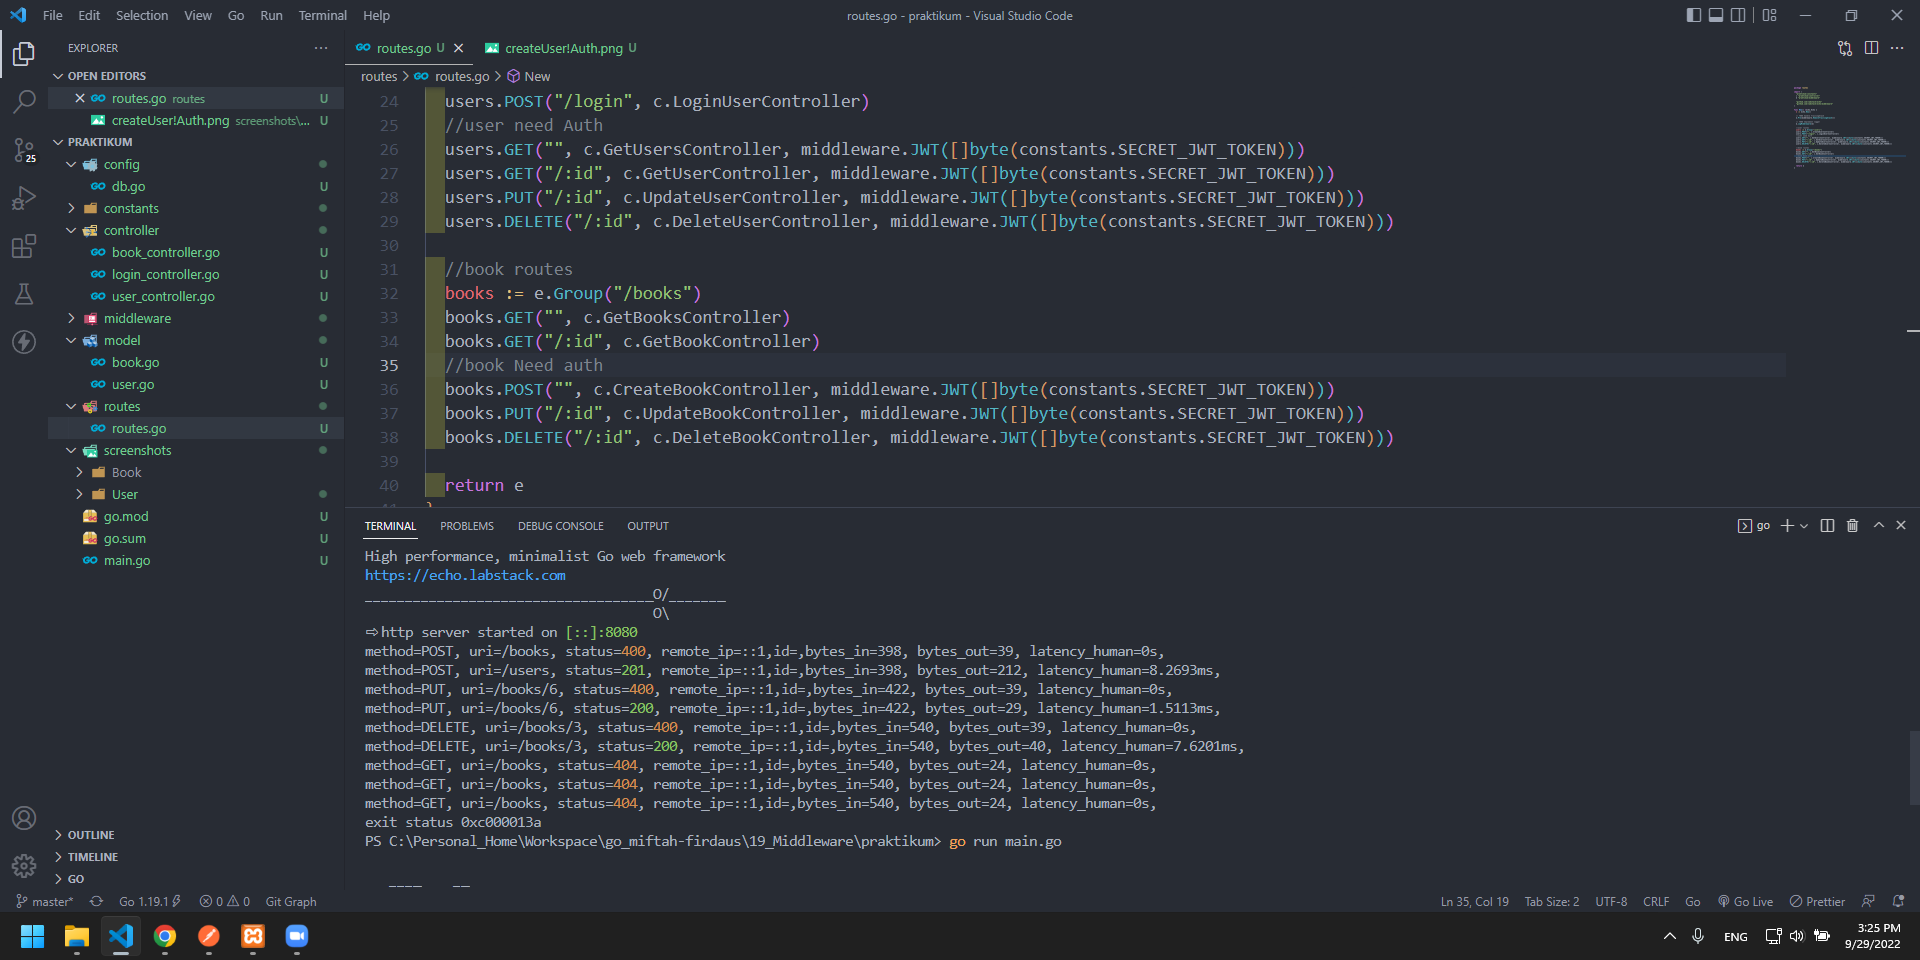 File Edit Selection View Go Run Terminal Help
routes.go - praktikum - Visual Studio Code
EXPLORER
OPEN EDITORS
routes.go routes U
createUser!Auth.png screenshots\... U
PRAKTIKUM
config
db.go U
constants
controller
book_controller.go U
login_controller.go U
user_controller.go U
middleware
model
book.go U
user.go U
routes
routes.go U
screenshots
Book
User
go.mod U
go.sum U
main.go U
OUTLINE
TIMELINE
GO
25
routes.go U
createUser!Auth.png U
routes > routes.go > New
24 users.POST("/login", c.LoginUserController)
25 //user need Auth
26 users.GET("", c.GetUsersController, middleware.JWT([]byte(constants.SECRET_JWT_TOKEN)))
27 users.GET("/:id", c.GetUserController, middleware.JWT([]byte(constants.SECRET_JWT_TOKEN)))
28 users.PUT("/:id", c.UpdateUserController, middleware.JWT([]byte(constants.SECRET_JWT_TOKEN)))
29 users.DELETE("/:id", c.DeleteUserController, middleware.JWT([]byte(constants.SECRET_JWT_TOKEN)))
30
31 //book routes
32 books := e.Group("/books")
33 books.GET("", c.GetBooksController)
34 books.GET("/:id", c.GetBookController)
35 //book Need auth
36 books.POST("", c.CreateBookController, middleware.JWT([]byte(constants.SECRET_JWT_TOKEN)))
37 books.PUT("/:id", c.UpdateBookController, middleware.JWT([]byte(constants.SECRET_JWT_TOKEN)))
38 books.DELETE("/:id", c.DeleteBookController, middleware.JWT([]byte(constants.SECRET_JWT_TOKEN)))
39
40 return e
TERMINAL PROBLEMS DEBUG CONSOLE OUTPUT
go
High performance, minimalist Go web framework
https://echo.labstack.com
____________________________________O/_______
O\
⇨ http server started on [::]:8080
method=POST, uri=/books, status=400, remote_ip=::1,id=,bytes_in=398, bytes_out=39, latency_human=0s,
method=POST, uri=/users, status=201, remote_ip=::1,id=,bytes_in=398, bytes_out=212, latency_human=8.2693ms,
method=PUT, uri=/books/6, status=400, remote_ip=::1,id=,bytes_in=422, bytes_out=39, latency_human=0s,
method=PUT, uri=/books/6, status=200, remote_ip=::1,id=,bytes_in=422, bytes_out=29, latency_human=1.5113ms,
method=DELETE, uri=/books/3, status=400, remote_ip=::1,id=,bytes_in=540, bytes_out=39, latency_human=0s,
method=DELETE, uri=/books/3, status=200, remote_ip=::1,id=,bytes_in=540, bytes_out=40, latency_human=7.6201ms,
method=GET, uri=/books, status=404, remote_ip=::1,id=,bytes_in=540, bytes_out=24, latency_human=0s,
method=GET, uri=/books, status=404, remote_ip=::1,id=,bytes_in=540, bytes_out=24, latency_human=0s,
method=GET, uri=/books, status=404, remote_ip=::1,id=,bytes_in=540, bytes_out=24, latency_human=0s,
exit status 0xc000013a
PS C:\Personal_Home\Workspace\go_miftah-firdaus\19_Middleware\praktikum> go run main.go
____ __
master* Go 1.19.1 0 0 Git Graph
Ln 35, Col 19 Tab Size: 2 UTF-8 CRLF Go Go Live Prettier
ENG
3:25 PM
9/29/2022